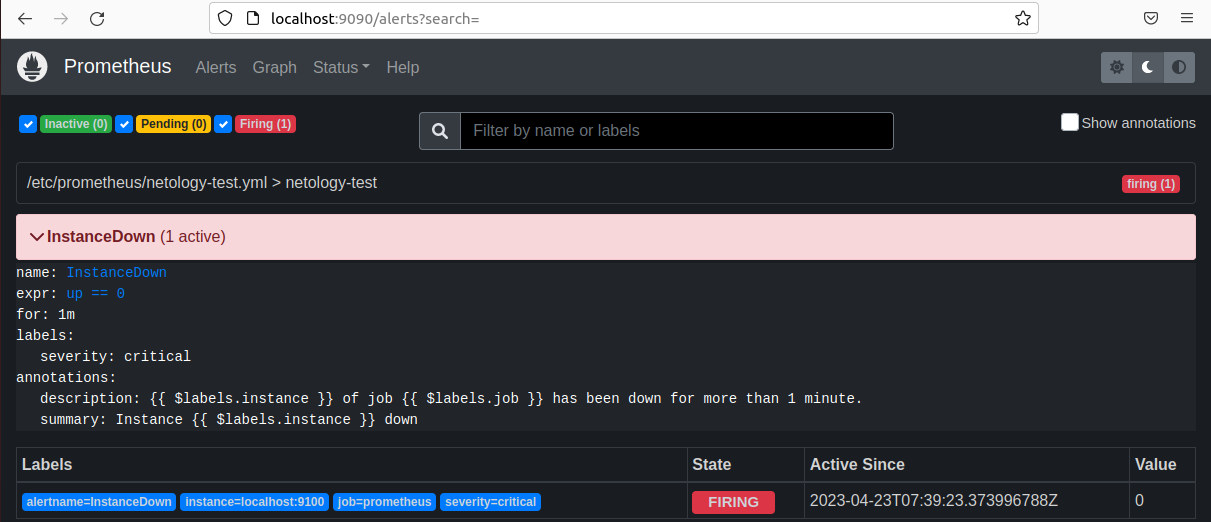 localhost:9090/alerts?search=
Prometheus Alerts Graph Status Help
Inactive (0) Pending (0) Firing (1) Filter by name or labels Show annotations
/etc/prometheus/netology-test.yml > netology-test firing (1)
InstanceDown (1 active)
name: InstanceDown
expr: up == 0
for: 1m
labels:
severity: critical
annotations:
description: {{ $labels.instance }} of job {{ $labels.job }} has been down for more than 1 minute.
summary: Instance {{ $labels.instance }} down
Labels State Active Since Value
alertname=InstanceDown instance=localhost:9100 job=prometheus severity=critical FIRING 2023-04-23T07:39:23.373996788Z 0